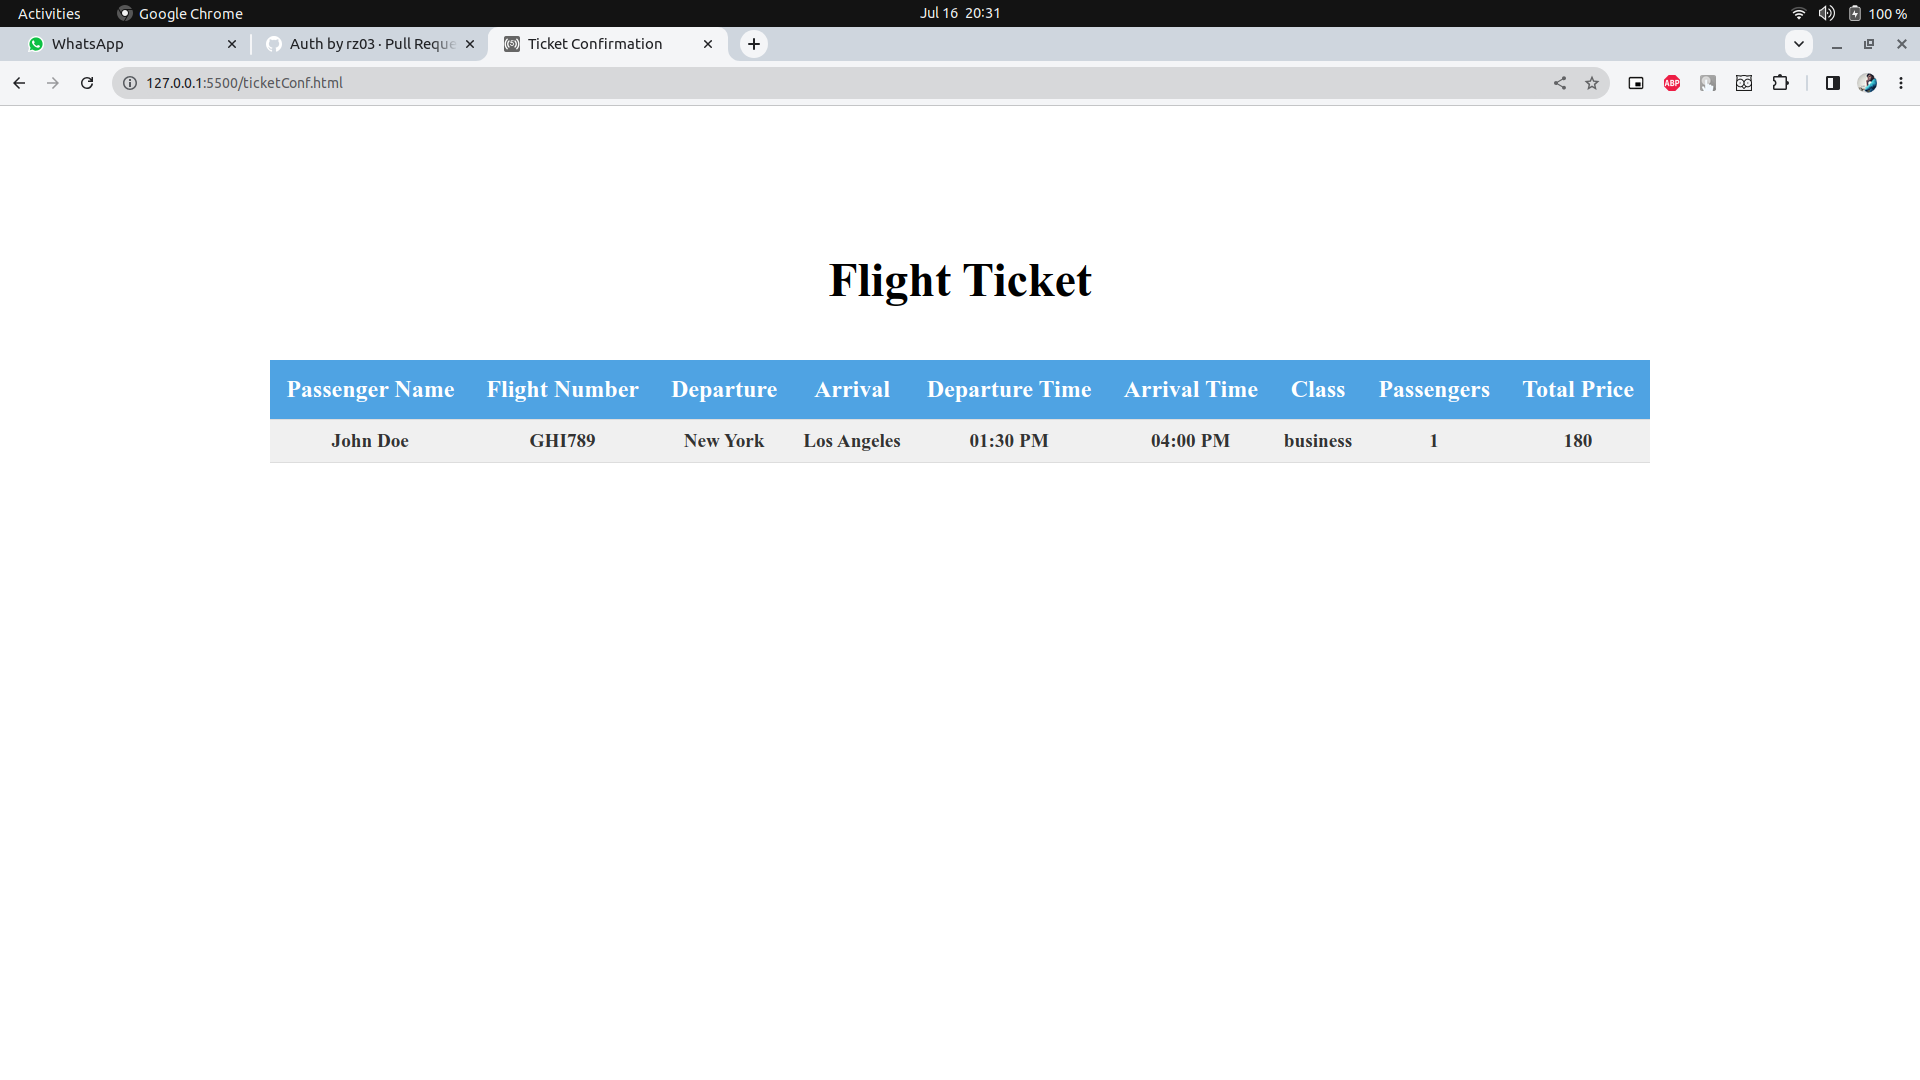 Activities Google Chrome Jul 16 20:31 100 %
WhatsApp Auth by rz03 · Pull Reque Ticket Confirmation
127.0.0.1:5500/ticketConf.html ABP
Flight Ticket
Passenger Name Flight Number Departure Arrival Departure Time Arrival Time Class Passengers Total Price
John Doe GHI789 New York Los Angeles 01:30 PM 04:00 PM business 1 180